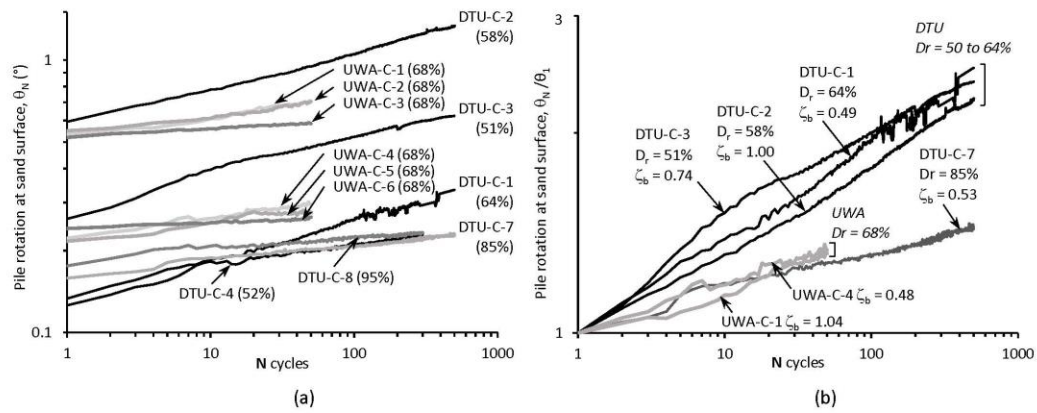 Pile rotation at sand surface, θN (°)
1
0.1
1
10
100
1000
N cycles
DTU-C-2
(58%)
UWA-C-1 (68%)
UWA-C-2 (68%)
UWA-C-3 (68%)
DTU-C-3
(51%)
UWA-C-4 (68%)
UWA-C-5 (68%)
UWA-C-6 (68%)
DTU-C-1
(64%)
DTU-C-7
(85%)
DTU-C-8 (95%)
DTU-C-4 (52%)
(a)
Pile rotation at sand surface, θN/θ1
3
1
1
10
100
1000
N cycles
DTU
Dr= 50 to 64%
DTU-C-1
Dr =
64%
ζb = 0.49
DTU-C-2
Dr = 58%
ζb =
1.00
DTU-C-3
Dr =
51%
ζb = 0.74
DTU-C-7
Dr = 85%
ζb = 0.53
UWA
Dr= 68%
UWA-C-4 ζb = 0.48
UWA-C-1 ζb = 1.04
(b)